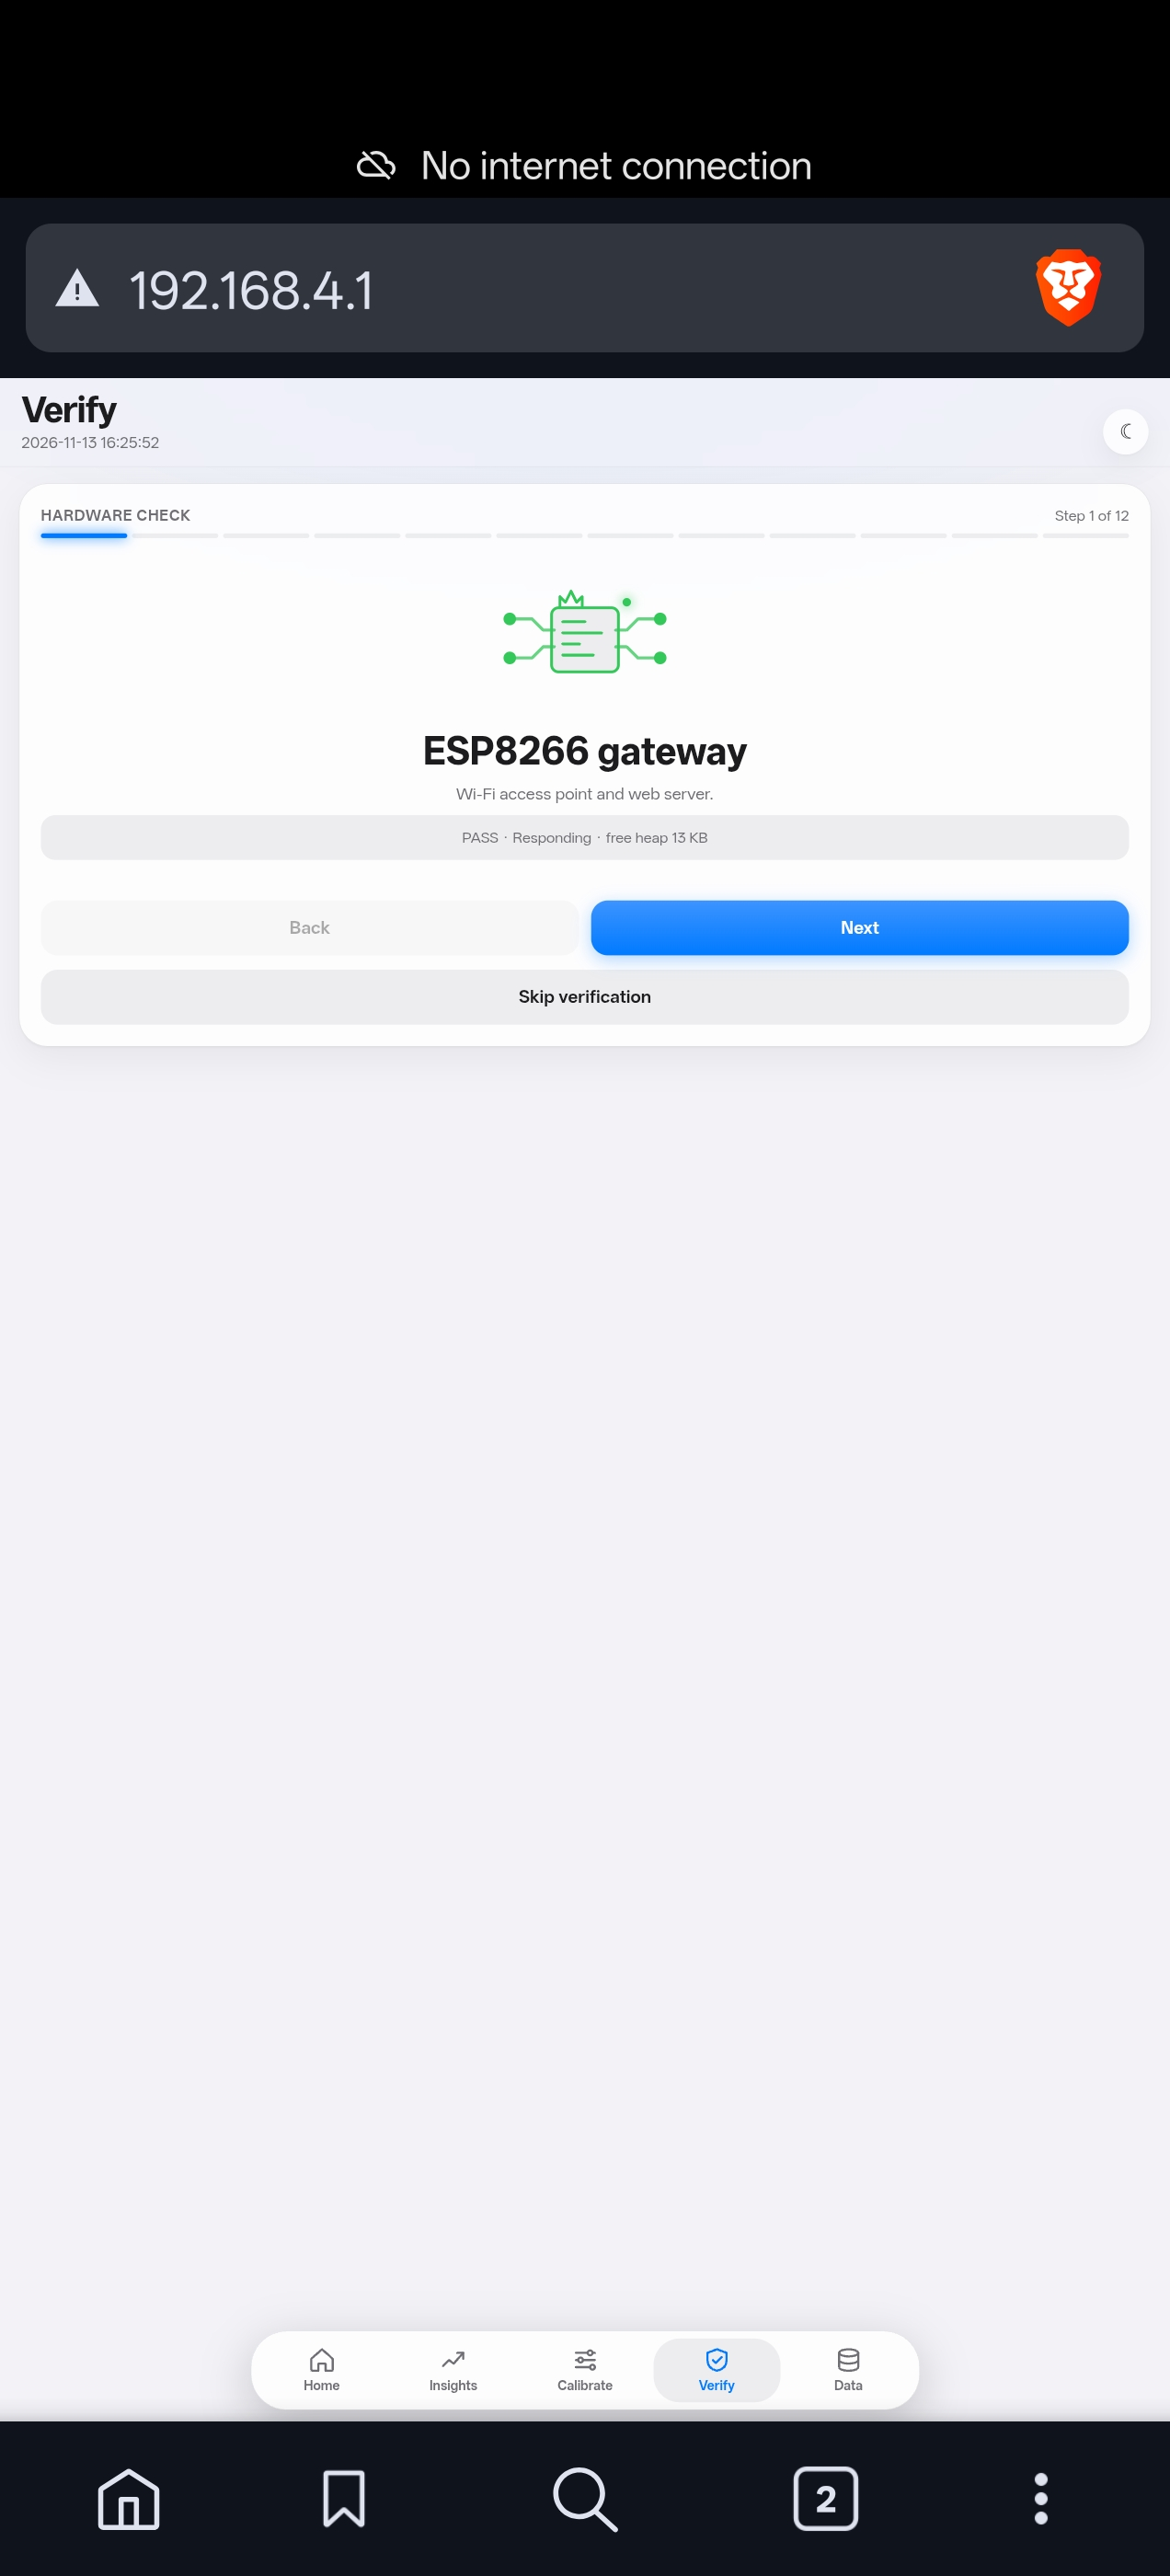 No internet connection
192.168.4.1
Verify
2026-11-13 16:25:52
HARDWARE CHECK
Step 1 of 12
ESP8266 gateway
Wi-Fi access point and web server.
PASS · Responding · free heap 13 KB
Back
Next
Skip verification
Home
Insights
Calibrate
Verify
Data
2